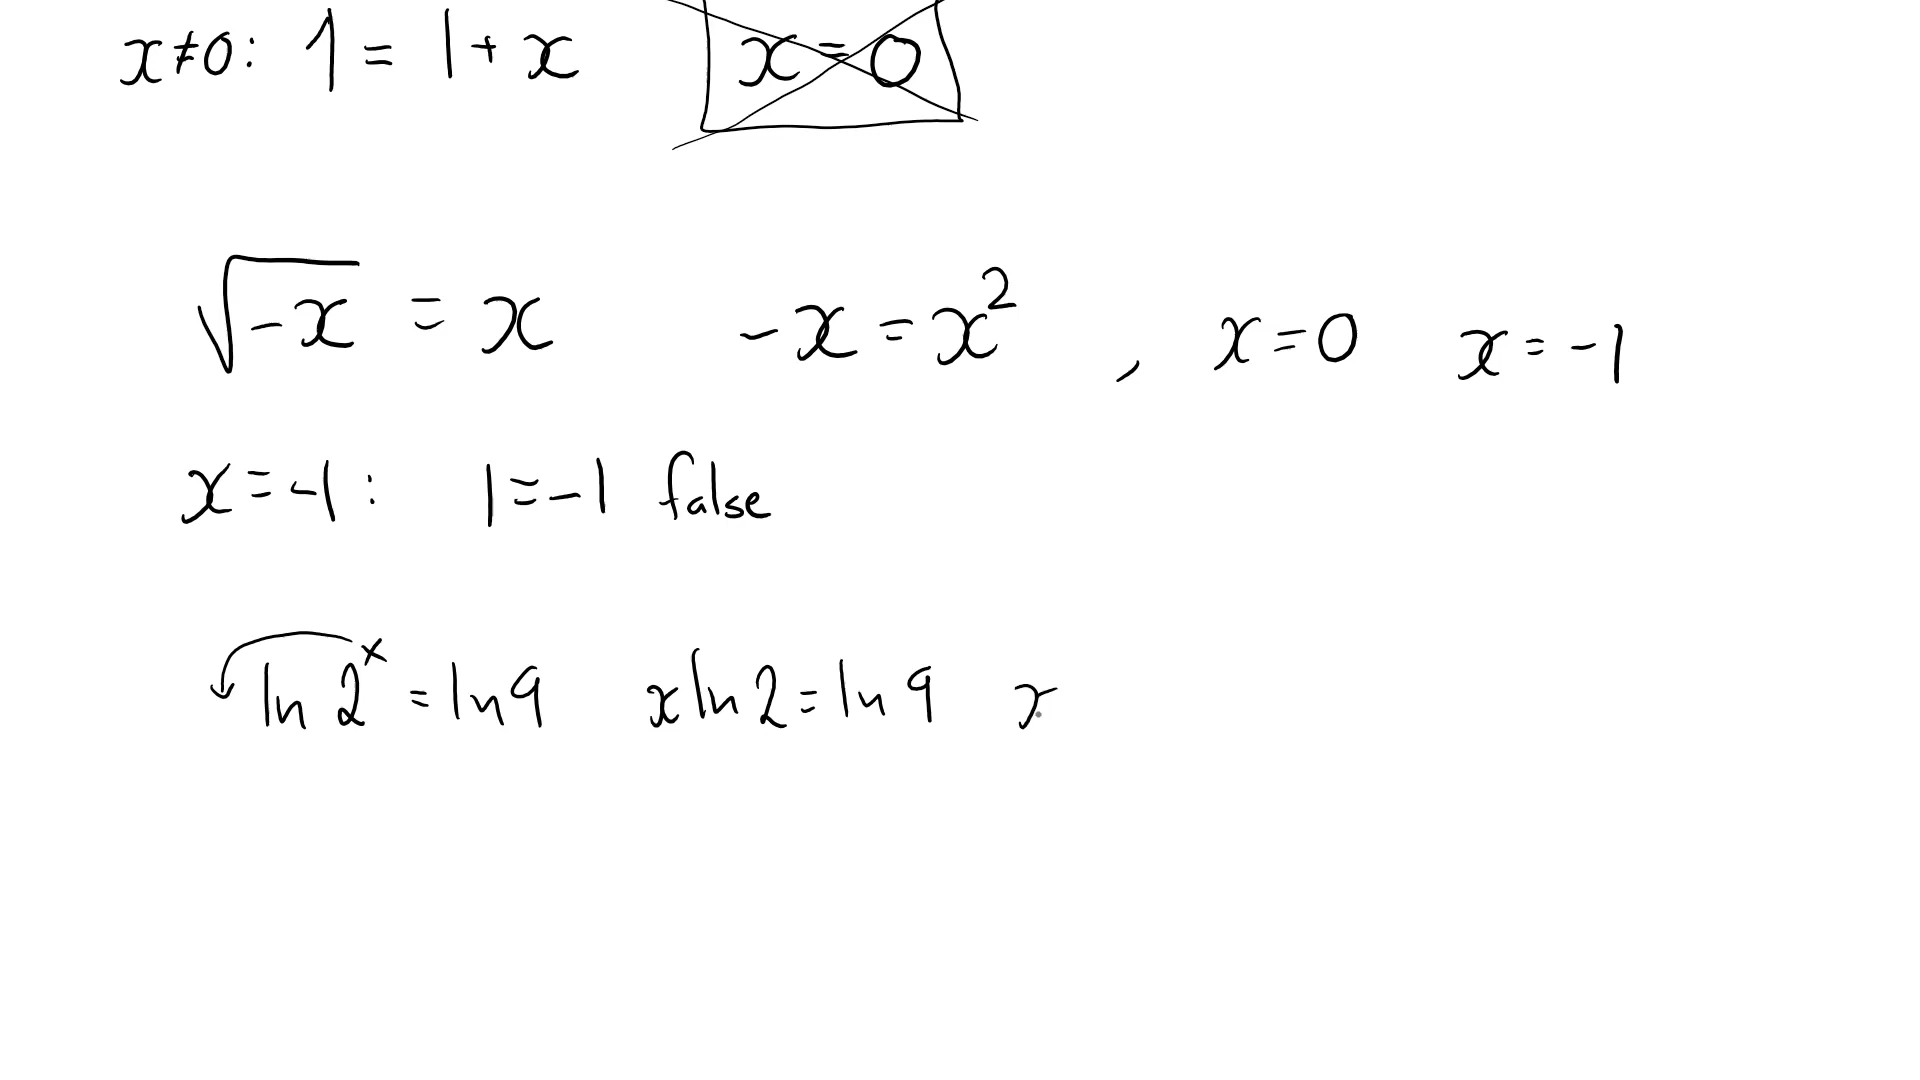 x≠0: 1 = 1 + x x = 0
√-x = x -x = x² , x = 0 x = -1
x = -1 : 1 = -1 false
ln 2ˣ = ln 9 x ln 2 = ln 9 x